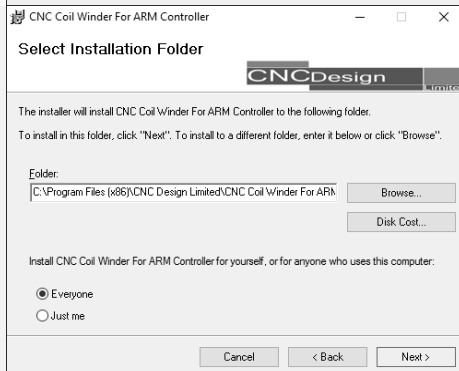 CNC Coil Winder For ARM Controller
Select Installation Folder
CNCDesign
Limite
The installer will install CNC Coil Winder For ARM Controller to the following folder.
To install in this folder, click "Next". To install to a different folder, enter it below or click "Browse".
Folder:
C:\Program Files (x86)\CNC Design Limited\CNC Coil Winder For ARM
Browse...
Disk Cost...
Install CNC Coil Winder For ARM Controller for yourself, or for anyone who uses this computer:
Everyone
Just me
Cancel
< Back
Next >